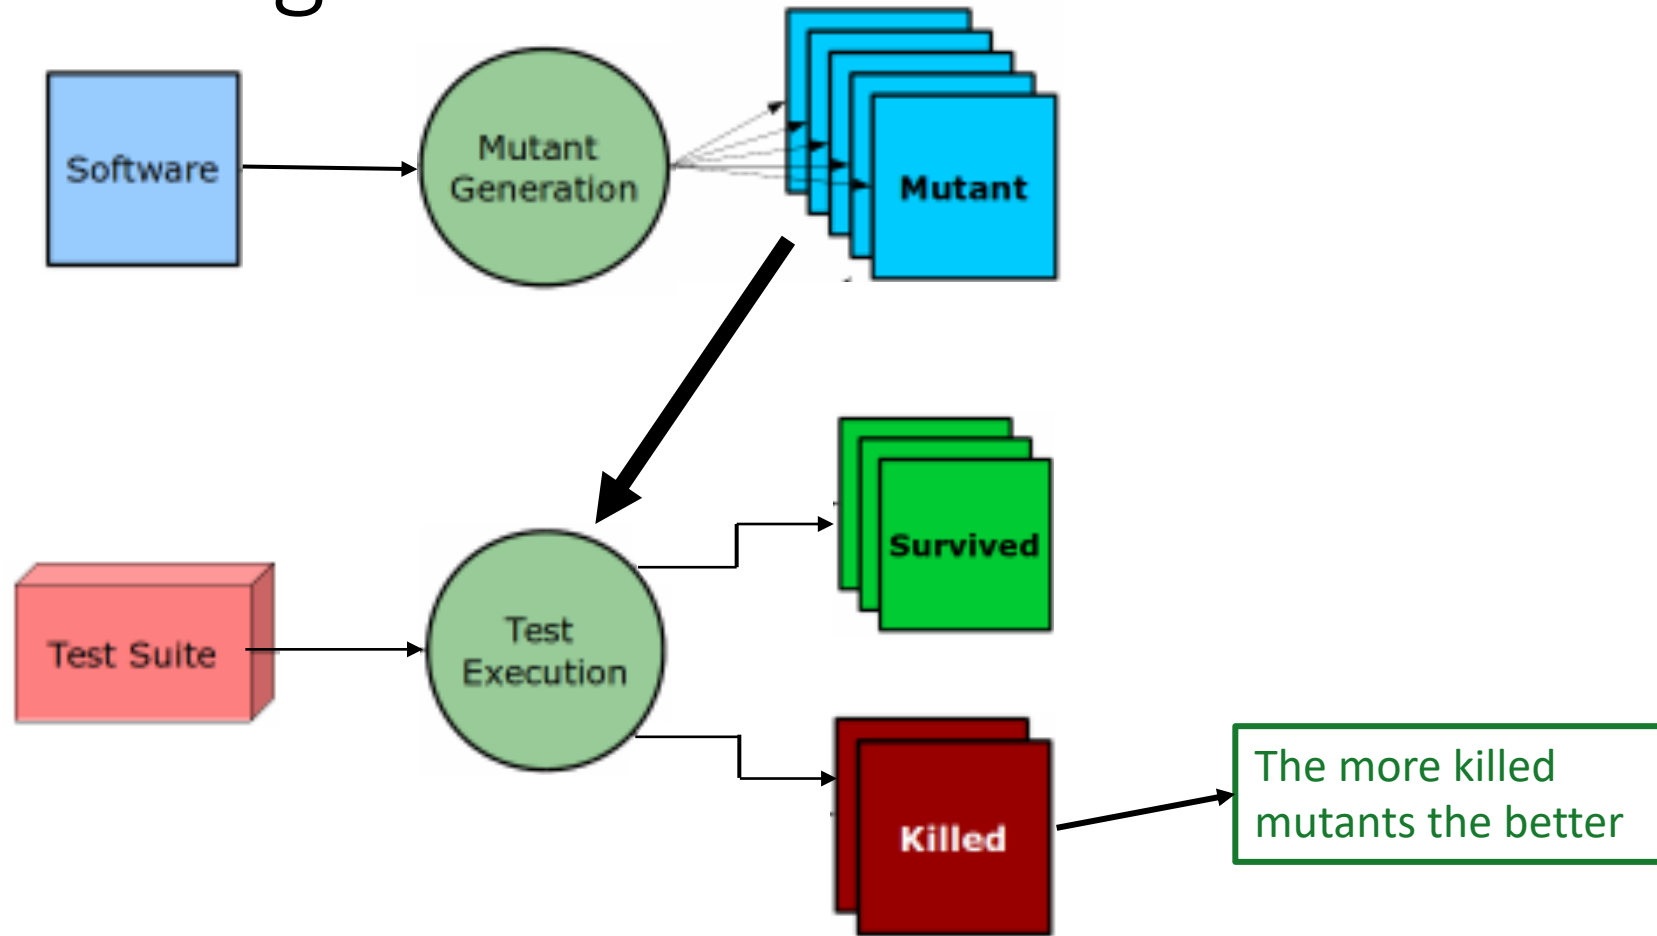 Software
Mutant
Generation
Mutant
Survived
Test
Execution
Test Suite
Killed
The more killed
mutants the better